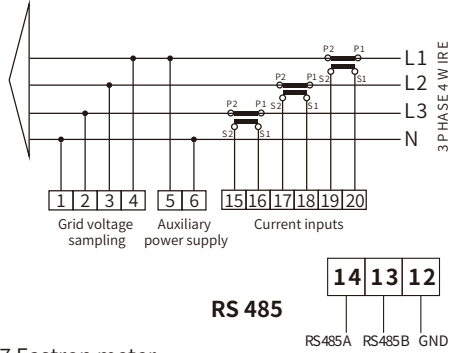 P2 P1
L1
S2 S1
P2 P1
L2
S2 S1
P2 P1
L3
S2 S1
N
3 PHASE 4 WIRE
1 2 3 4 5 6 15 16 17 18 19 20
Grid voltage sampling
Auxiliary power supply
Current inputs
14 13 12
RS 485
RS485A RS485B GND